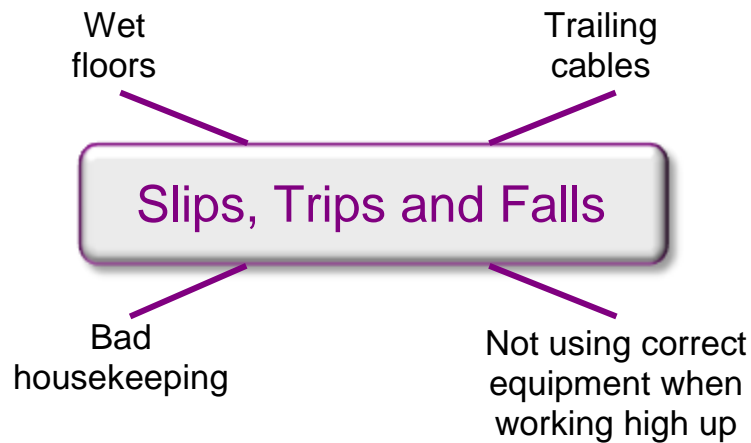 Wet
floors
Trailing
cables
Slips, Trips and Falls
Bad
housekeeping
Not using correct
equipment when
working high up